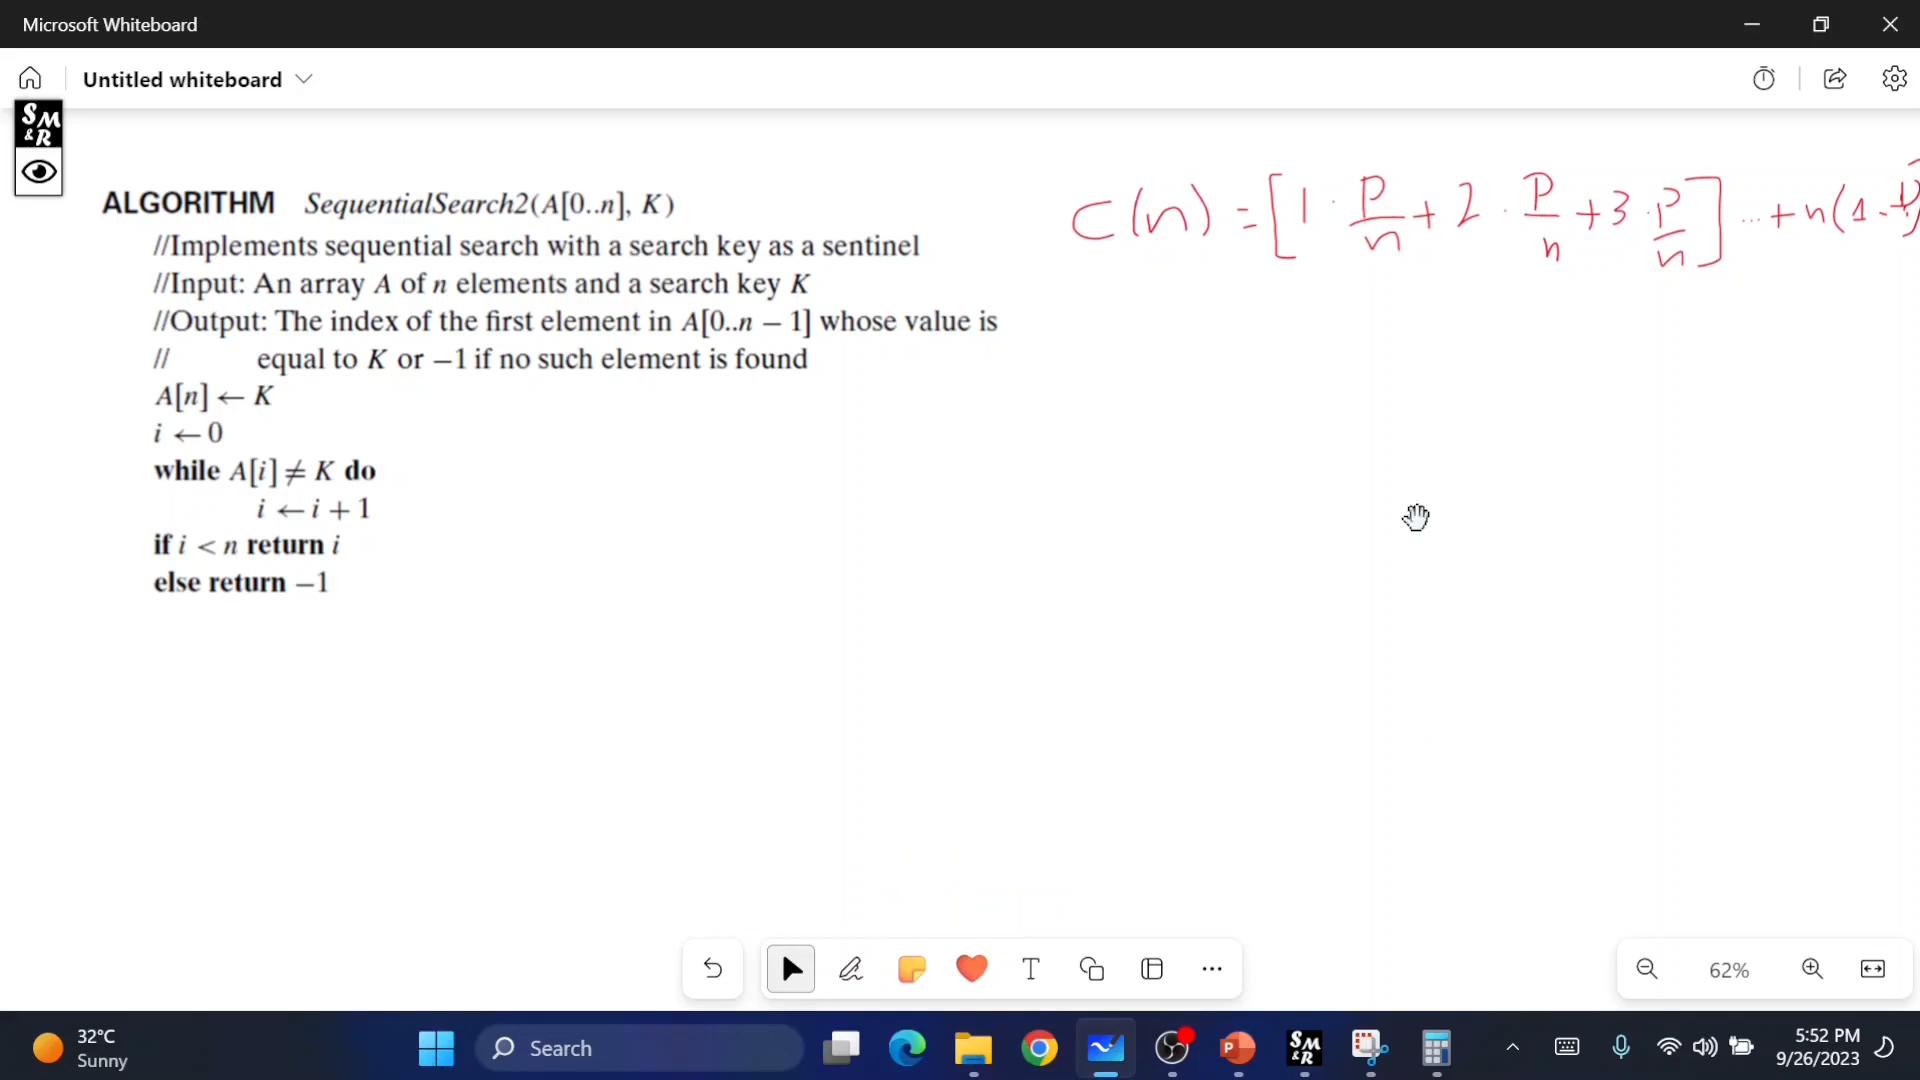 Microsoft Whiteboard
Untitled whiteboard
SM
&R
ALGORITHM SequentialSearch2(A[0..n], K)
//Implements sequential search with a search key as a sentinel
//Input: An array A of n elements and a search key K
//Output: The index of the first element in A[0..n − 1] whose value is
// equal to K or −1 if no such element is found
A[n] ← K
i ← 0
while A[i] ≠ K do
i ← i + 1
if i < n return i
else return −1
C(n) = [1 · P/n + 2 · P/n + 3 · P/n] ... + n(1 - P)
62%
32°C
Sunny
Search
SM
&R
5:52 PM
9/26/2023